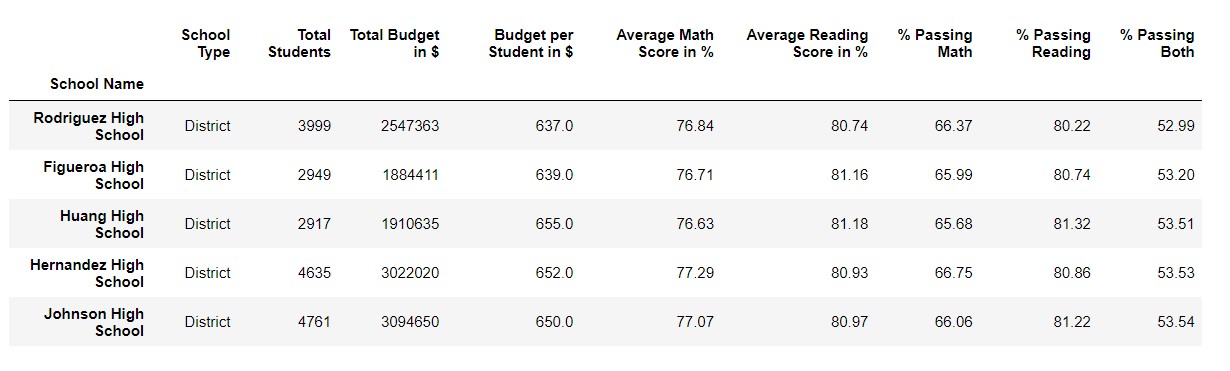 School Type Total Students Total Budget in $ Budget per Student in $ Average Math Score in % Average Reading Score in % % Passing Math % Passing Reading % Passing Both
School Name
Rodriguez High School District 3999 2547363 637.0 76.84 80.74 66.37 80.22 52.99
Figueroa High School District 2949 1884411 639.0 76.71 81.16 65.99 80.74 53.20
Huang High School District 2917 1910635 655.0 76.63 81.18 65.68 81.32 53.51
Hernandez High School District 4635 3022020 652.0 77.29 80.93 66.75 80.86 53.53
Johnson High School District 4761 3094650 650.0 77.07 80.97 66.06 81.22 53.54